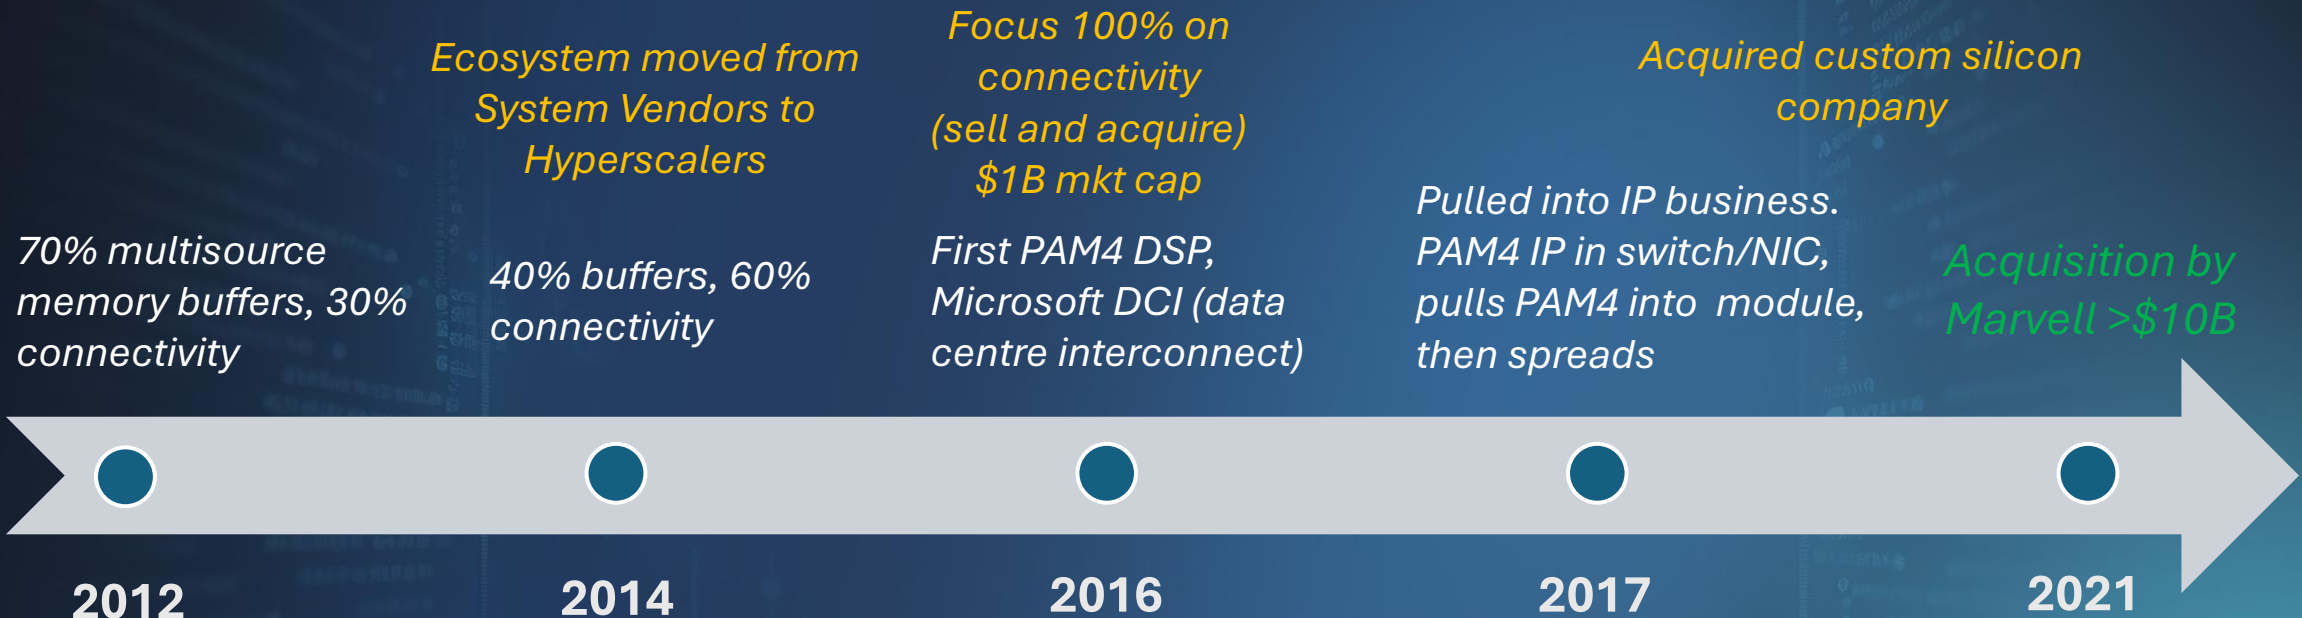 Ecosystem moved from
System Vendors to
Hyperscalers
Focus 100% on
connectivity
(sell and acquire)
$1B mkt cap
Acquired custom silicon
company
70% multisource
memory buffers, 30%
connectivity
40% buffers, 60%
connectivity
First PAM4 DSP,
Microsoft DCI (data
centre interconnect)
Pulled into IP business.
PAM4 IP in switch/NIC,
pulls PAM4 into  module,
then spreads
Acquisition by
Marvell >$10B
2012
2014
2016
2017
2021